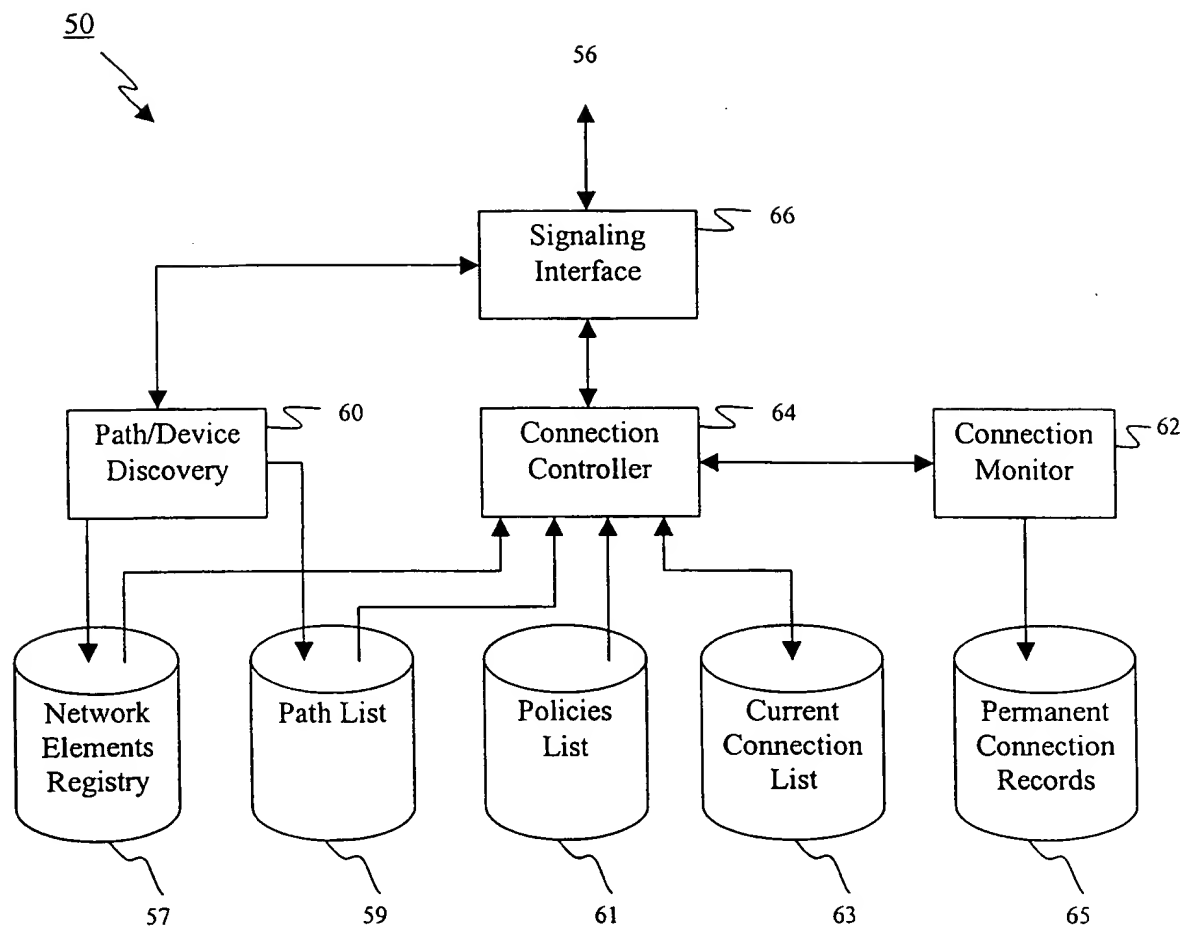 50
56
Signaling
Interface
66
Path/Device
Discovery
60
Connection
Controller
64
Connection
Monitor
62
Network
Elements
Registry
Path List
Policies
List
Current
Connection
List
Permanent
Connection
Records
57
59
61
63
65